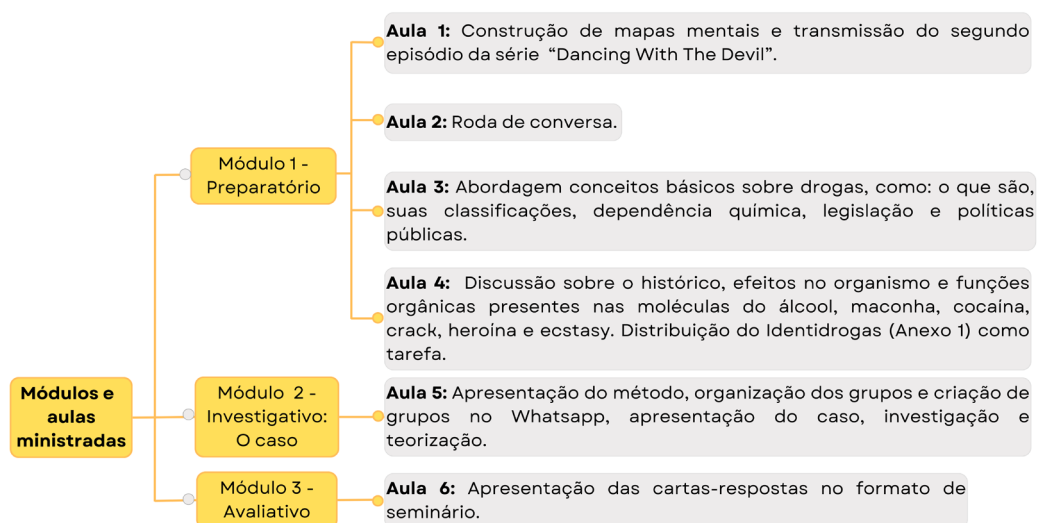 Módulos e
aulas
ministradas
Módulo 1 -
Preparatório
Aula 1: Construção de mapas mentais e transmissão do segundo
episódio da série “Dancing With The Devil”.
Aula 2: Roda de conversa.
Aula 3: Abordagem conceitos básicos sobre drogas, como: o que são,
suas classificações, dependência química, legislação e políticas
públicas.
Aula 4: Discussão sobre o histórico, efeitos no organismo e funções
orgânicas presentes nas moléculas do álcool, maconha, cocaína,
crack, heroína e ecstasy. Distribuição do Identidrogas (Anexo 1) como
tarefa.
Módulo 2 -
Investigativo:
O caso
Aula 5: Apresentação do método, organização dos grupos e criação de
grupos no Whatsapp, apresentação do caso, investigação e
teorização.
Módulo 3 -
Avaliativo
Aula 6: Apresentação das cartas-respostas no formato de
seminário.